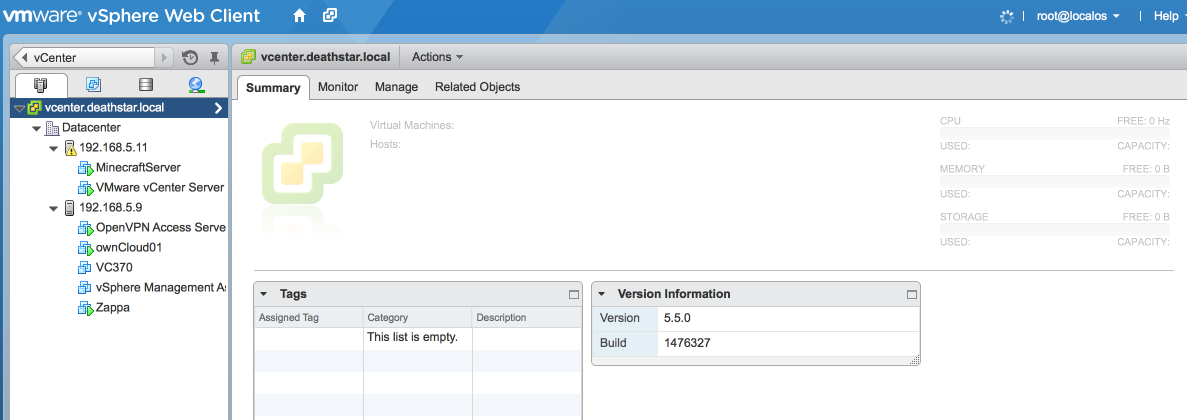 vmware® vSphere Web Client
root@localos
Help
vCenter
vcenter.deathstar.local
Actions
Summary
Monitor
Manage
Related Objects
vcenter.deathstar.local
Datacenter
192.168.5.11
MinecraftServer
VMware vCenter Server
192.168.5.9
OpenVPN Access Serve
ownCloud01
VC370
vSphere Management A
Zappa
Virtual Machines:
Hosts:
CPU FREE: 0 Hz
USED: CAPACITY:
MEMORY FREE: 0 B
USED: CAPACITY:
STORAGE FREE: 0 B
USED: CAPACITY:
Tags
Assigned Tag Category Description
This list is empty.
Version Information
Version 5.5.0
Build 1476327